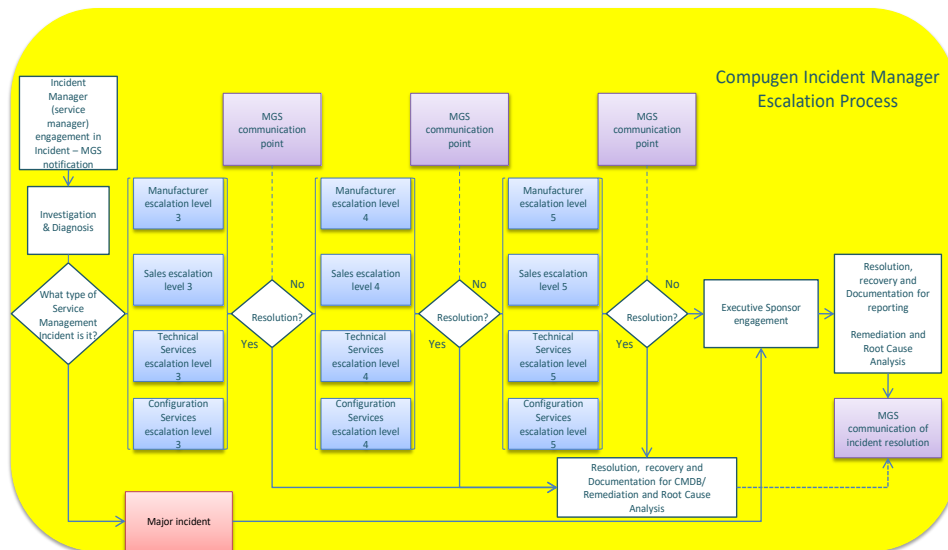 Compugen Incident Manager
Escalation Process
Incident
Manager
(service
manager)
engagement in
Incident – MGS
notification
Investigation
& Diagnosis
What type of
Service
Management
Incident is it?
Major incident
Manufacturer
escalation level
3
Sales escalation
level 3
Technical
Services
escalation level
3
Configuration
Services
escalation level
3
MGS
communication
point
No
Resolution?
Yes
Manufacturer
escalation level
4
Sales escalation
level 4
Technical
Services
escalation level
4
Configuration
Services
escalation level
4
MGS
communication
point
No
Resolution?
Yes
Manufacturer
escalation level
5
Sales escalation
level 5
Technical
Services
escalation level
5
Configuration
Services
escalation level
5
MGS
communication
point
No
Resolution?
Yes
Resolution, recovery and
Documentation for CMDB/
Remediation and Root Cause
Analysis
Executive Sponsor
engagement
Resolution,
recovery and
Documentation for
reporting
Remediation and
Root Cause
Analysis
MGS
communication of
incident resolution